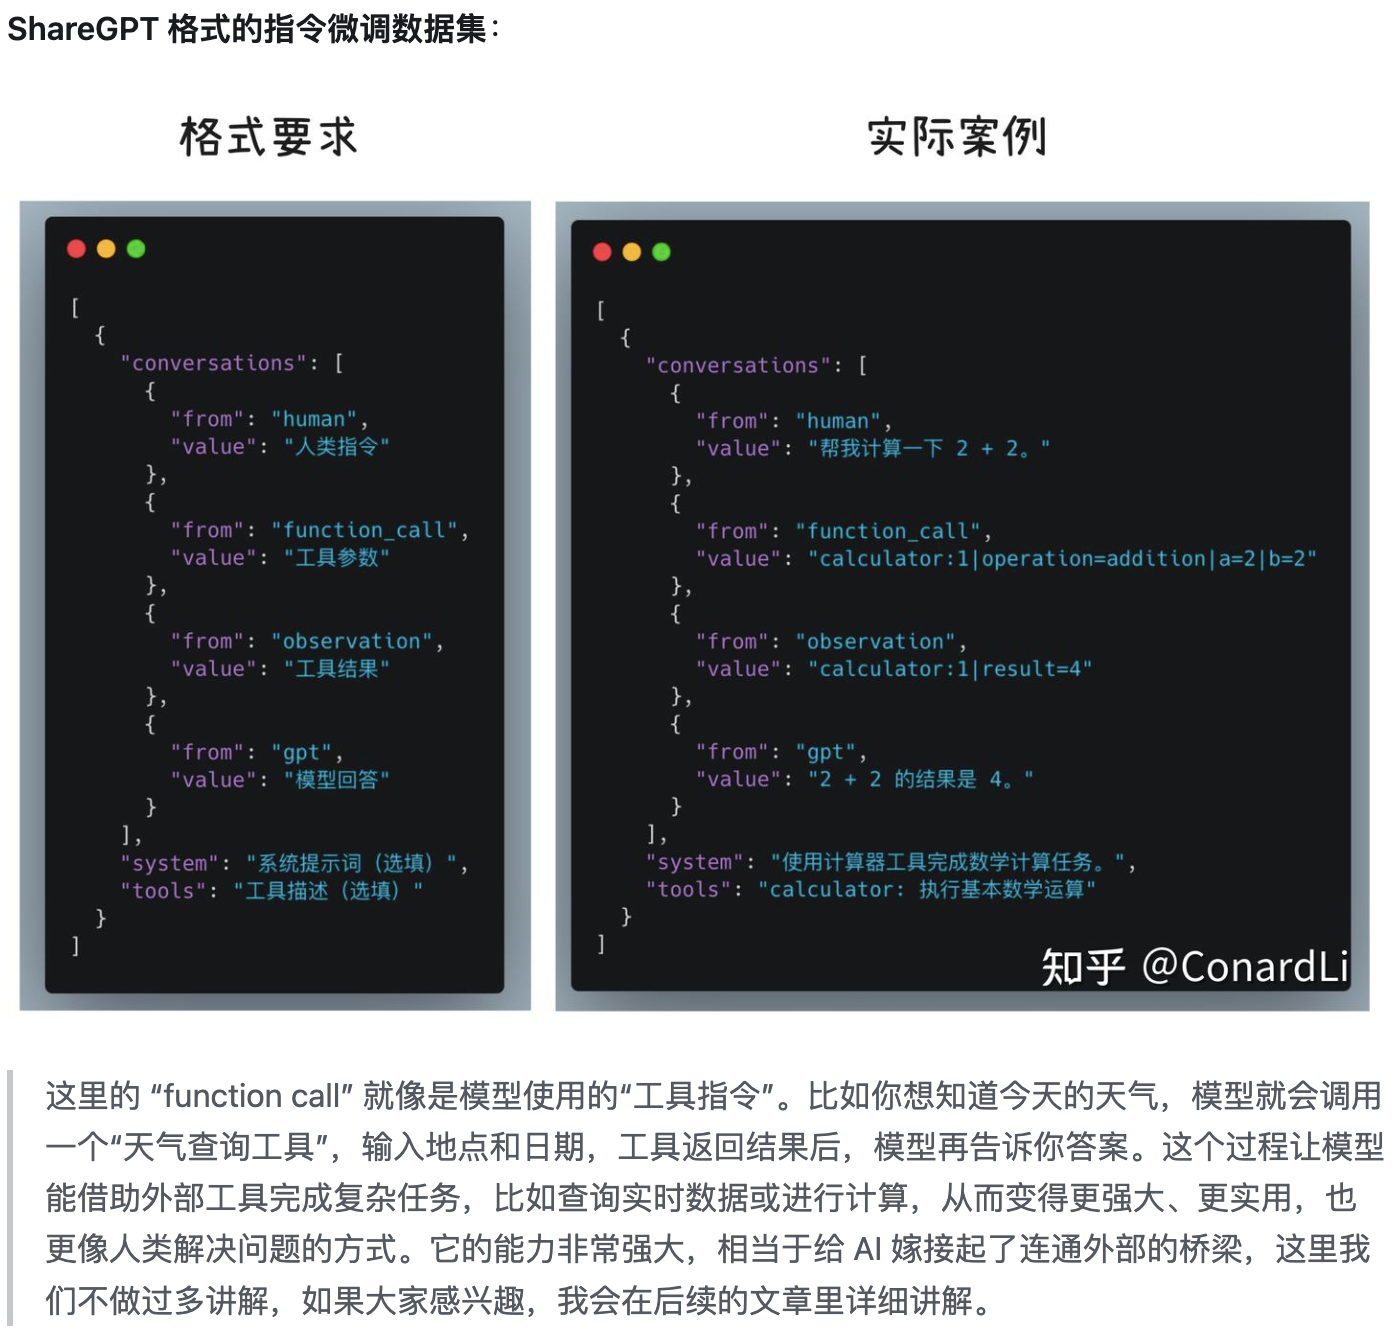 ShareGPT 格式的指令微调数据集：
格式要求
[
  {
    "conversations": [
      {
        "from": "human",
        "value": "人类指令"
      },
      {
        "from": "function_call",
        "value": "工具参数"
      },
      {
        "from": "observation",
        "value": "工具结果"
      },
      {
        "from": "gpt",
        "value": "模型回答"
      }
    ],
    "system": "系统提示词（选填）",
    "tools": "工具描述（选填）"
  }
]
实际案例
[
  {
    "conversations": [
      {
        "from": "human",
        "value": "帮我计算一下 2 + 2。"
      },
      {
        "from": "function_call",
        "value": "calculator:1|operation=addition|a=2|b=2"
      },
      {
        "from": "observation",
        "value": "calculator:1|result=4"
      },
      {
        "from": "gpt",
        "value": "2 + 2 的结果是 4。"
      }
    ],
    "system": "使用计算器工具完成数学计算任务。",
    "tools": "calculator: 执行基本数学运算"
  }
]
知乎 @ConardLi
这里的 “function call” 就像是模型使用的“工具指令”。比如你想知道今天的天气，模型就会调用
一个“天气查询工具”，输入地点和日期，工具返回结果后，模型再告诉你答案。这个过程让模型
能借助外部工具完成复杂任务，比如查询实时数据或进行计算，从而变得更强大、更实用，也
更像人类解决问题的方式。它的能力非常强大，相当于给 AI 嫁接起了连通外部的桥梁，这里我
们不做过多讲解，如果大家感兴趣，我会在后续的文章里详细讲解。